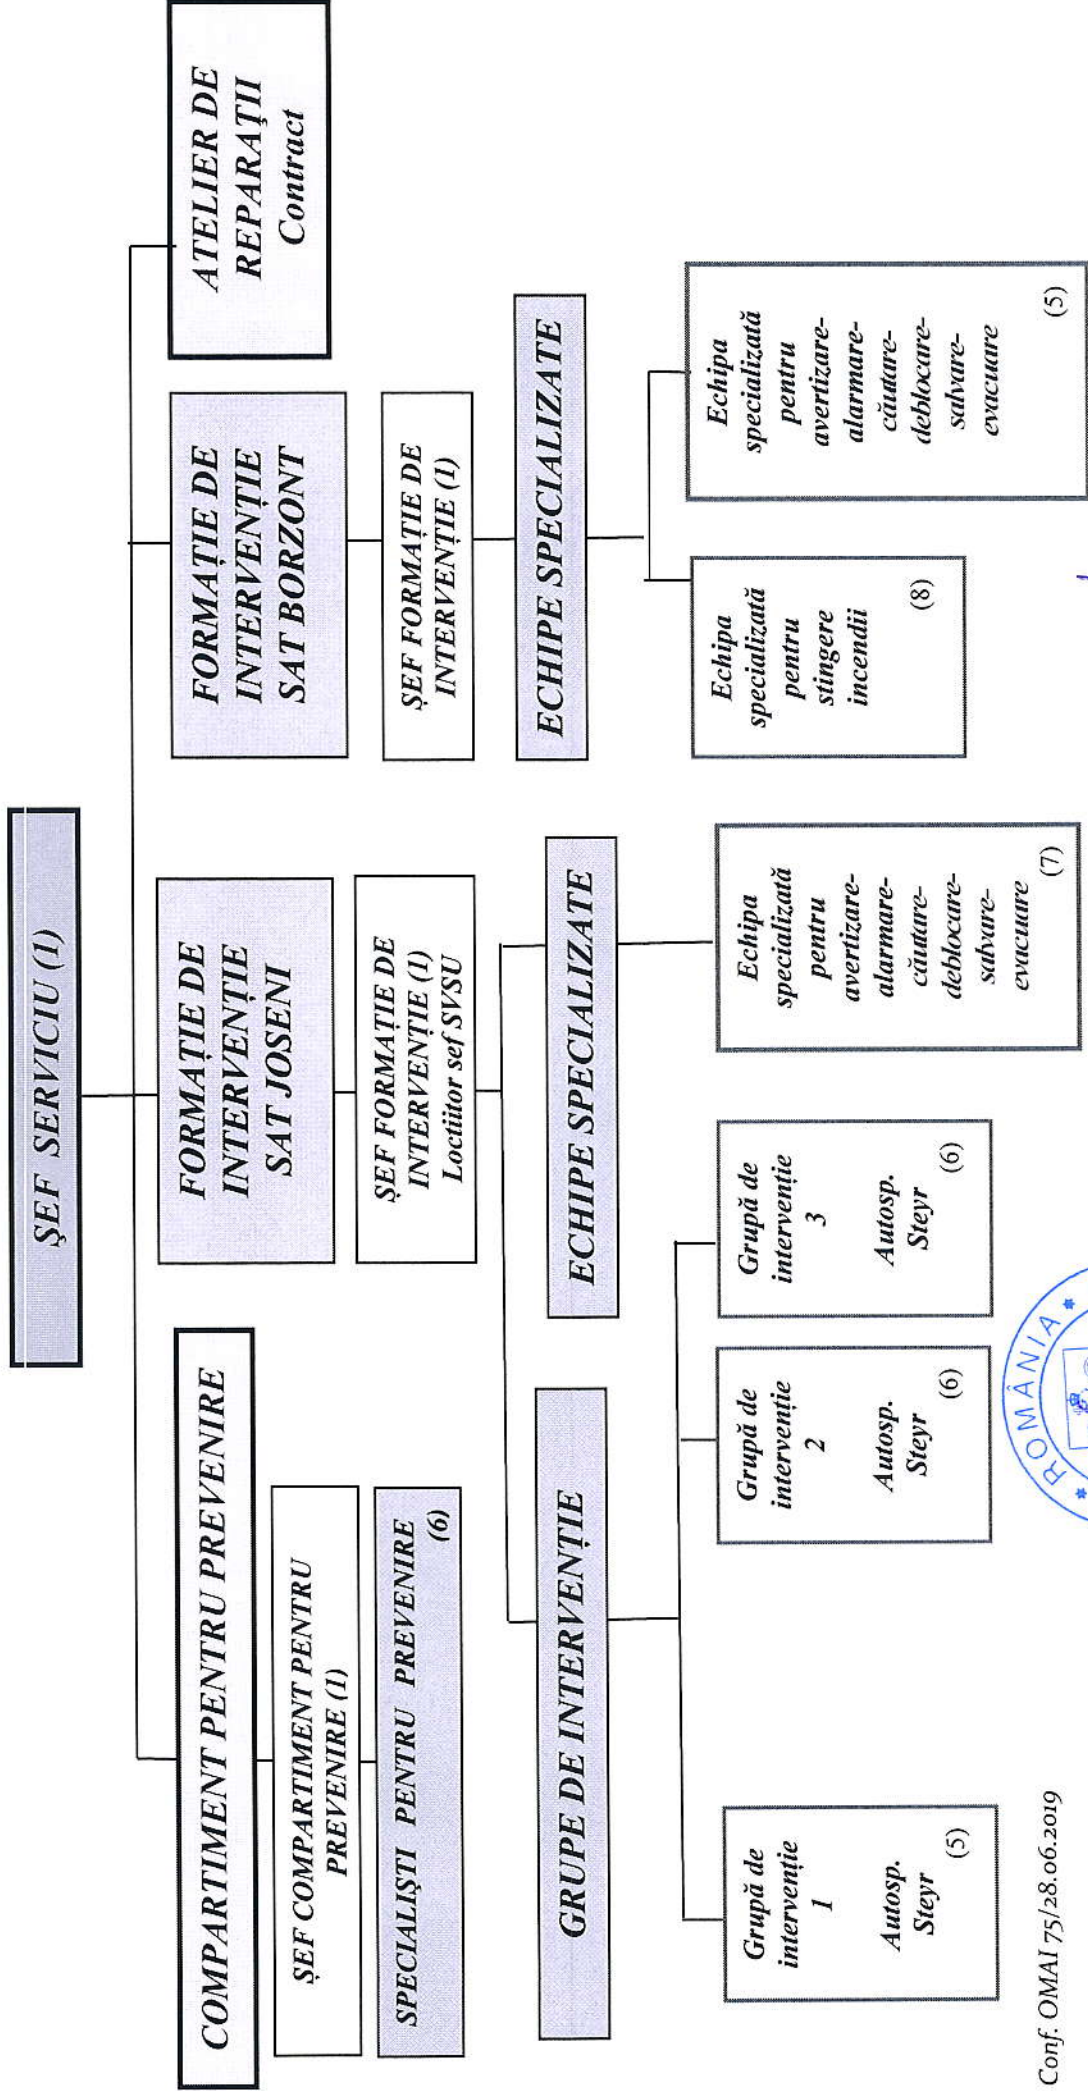 ȘEF SERVICIU (1)
COMPARTIMENT PENTRU PREVENIRE
ȘEF COMPARTIMENT PENTRU
PREVENIRE (1)
SPECIALIȘTI PENTRU PREVENIRE
(6)
FORMAȚIE DE
INTERVENȚIE
SAT JOSENI
ȘEF FORMAȚIE DE
INTERVENȚIE (1)
Loctiitor sef SVSU
GRUPE DE INTERVENȚIE
Grupă de
intervenție
1
Autosp.
Steyr
(5)
Grupă de
intervenție
2
Autosp.
Steyr
(6)
Grupă de
intervenție
3
Autosp.
Steyr
(6)
ECHIPE SPECIALIZATE
Echipa
specializată
pentru
avertizare-
alarmare-
căutare-
deblocare-
salvare-
evacuare
(7)
FORMAȚIE DE
INTERVENȚIE
SAT BORZONT
ȘEF FORMAȚIE DE
INTERVENȚIE (1)
ECHIPE SPECIALIZATE
Echipa
specializată
pentru
stingere
incendii
(8)
Echipa
specializată
pentru
avertizare-
alarmare-
căutare-
deblocare-
salvare-
evacuare
(5)
ATELIER DE
REPARAȚII
Contract
Conf. OMAI 75/28.06.2019
* ROMÂNIA *